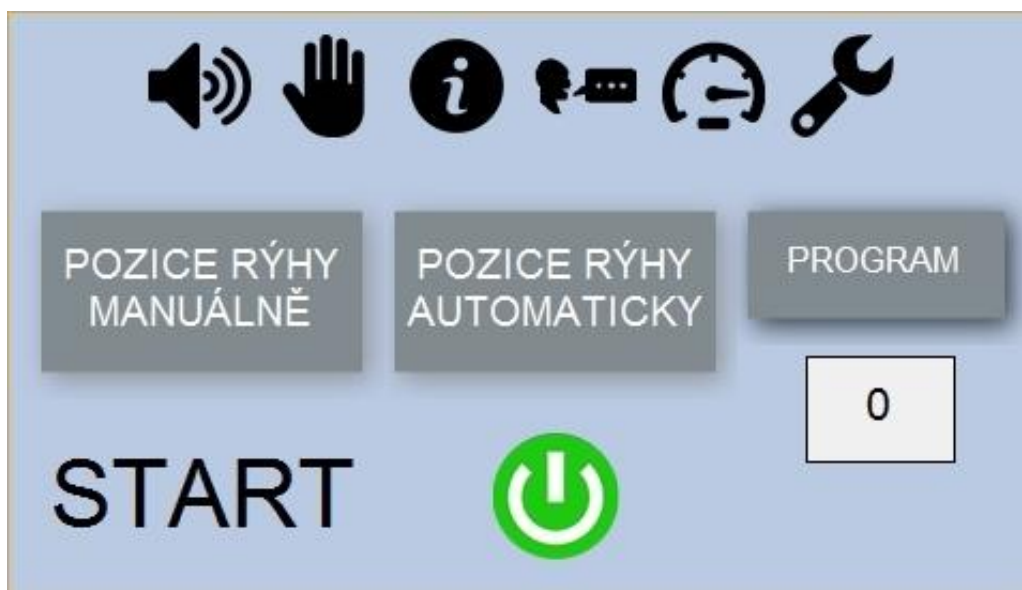 POZICE RÝHY
MANUÁLNĚ
POZICE RÝHY
AUTOMATICKY
PROGRAM
0
START